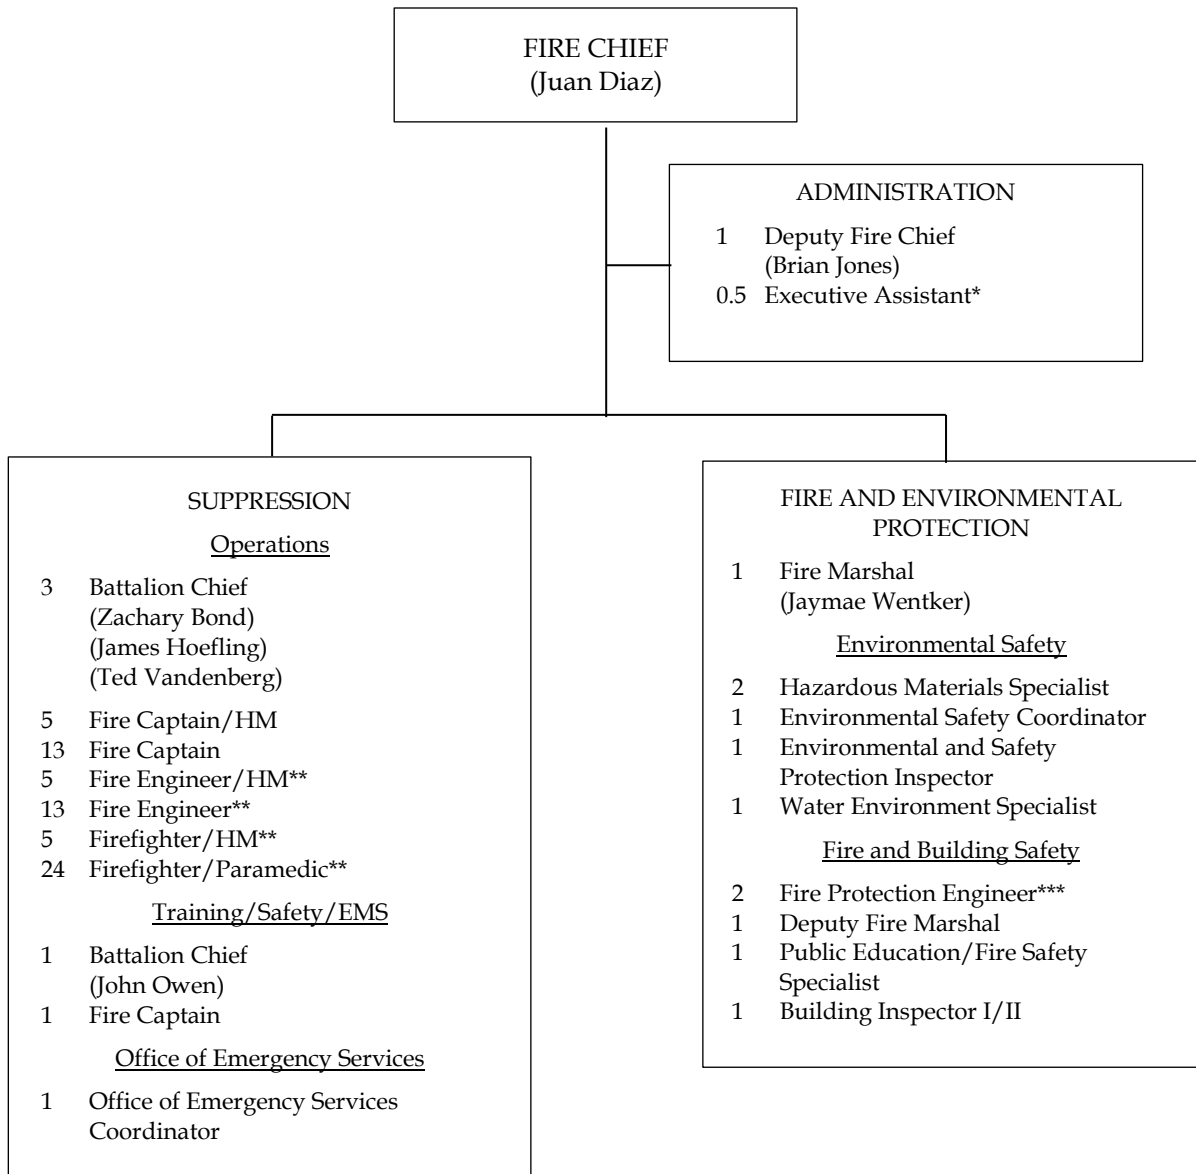 FIRE CHIEF
(Juan Diaz)
ADMINISTRATION
1 Deputy Fire Chief
(Brian Jones)
0.5 Executive Assistant*
SUPPRESSION
Operations
3 Battalion Chief
(Zachary Bond)
(James Hoefling)
(Ted Vandenberg)
5 Fire Captain/HM
13 Fire Captain
5 Fire Engineer/HM**
13 Fire Engineer**
5 Firefighter/HM**
24 Firefighter/Paramedic**
Training/Safety/EMS
1 Battalion Chief
(John Owen)
1 Fire Captain
Office of Emergency Services
1 Office of Emergency Services
Coordinator
FIRE AND ENVIRONMENTAL
PROTECTION
1 Fire Marshal
(Jaymae Wentker)
Environmental Safety
2 Hazardous Materials Specialist
1 Environmental Safety Coordinator
1 Environmental and Safety
Protection Inspector
1 Water Environment Specialist
Fire and Building Safety
2 Fire Protection Engineer***
1 Deputy Fire Marshal
1 Public Education/Fire Safety
Specialist
1 Building Inspector I/II